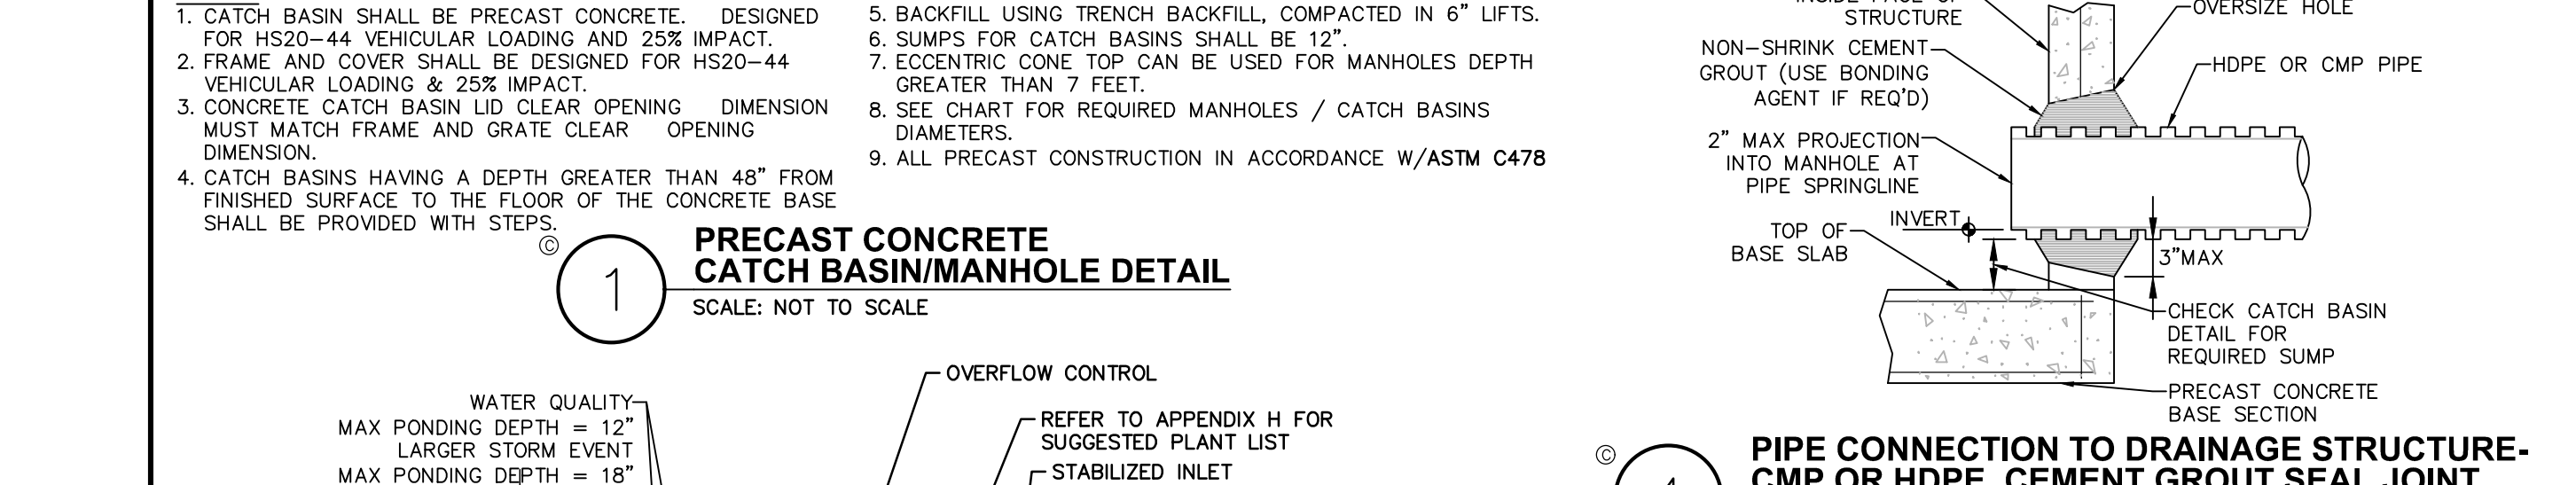 1. CATCH BASIN SHALL BE PRECAST CONCRETE. DESIGNED
FOR HS20-44 VEHICULAR LOADING AND 25% IMPACT.
2. FRAME AND COVER SHALL BE DESIGNED FOR HS20-44
VEHICULAR LOADING & 25% IMPACT.
3. CONCRETE CATCH BASIN LID CLEAR OPENING DIMENSION
MUST MATCH FRAME AND GRATE CLEAR OPENING
DIMENSION.
4. CATCH BASINS HAVING A DEPTH GREATER THAN 48" FROM
FINISHED SURFACE TO THE FLOOR OF THE CONCRETE BASE
SHALL BE PROVIDED WITH STEPS.
5. BACKFILL USING TRENCH BACKFILL, COMPACTED IN 6" LIFTS.
6. SUMPS FOR CATCH BASINS SHALL BE 12".
7. ECCENTRIC CONE TOP CAN BE USED FOR MANHOLES DEPTH
GREATER THAN 7 FEET.
8. SEE CHART FOR REQUIRED MANHOLES / CATCH BASINS
DIAMETERS.
9. ALL PRECAST CONSTRUCTION IN ACCORDANCE W/ASTM C478
©
1
PRECAST CONCRETE
CATCH BASIN/MANHOLE DETAIL
SCALE: NOT TO SCALE
OVERFLOW CONTROL
WATER QUALITY
MAX PONDING DEPTH = 12"
LARGER STORM EVENT
MAX PONDING DEPTH = 18"
REFER TO APPENDIX H FOR
SUGGESTED PLANT LIST
STABILIZED INLET
INSIDE FACE OF
STRUCTURE
OVERSIZE HOLE
NON-SHRINK CEMENT
GROUT (USE BONDING
AGENT IF REQ'D)
HDPE OR CMP PIPE
2" MAX PROJECTION
INTO MANHOLE AT
PIPE SPRINGLINE
INVERT
TOP OF
BASE SLAB
3"MAX
CHECK CATCH BASIN
DETAIL FOR
REQUIRED SUMP
PRECAST CONCRETE
BASE SECTION
©
PIPE CONNECTION TO DRAINAGE STRUCTURE-
CMP OR HDPE, CEMENT GROUT SEAL JOINT